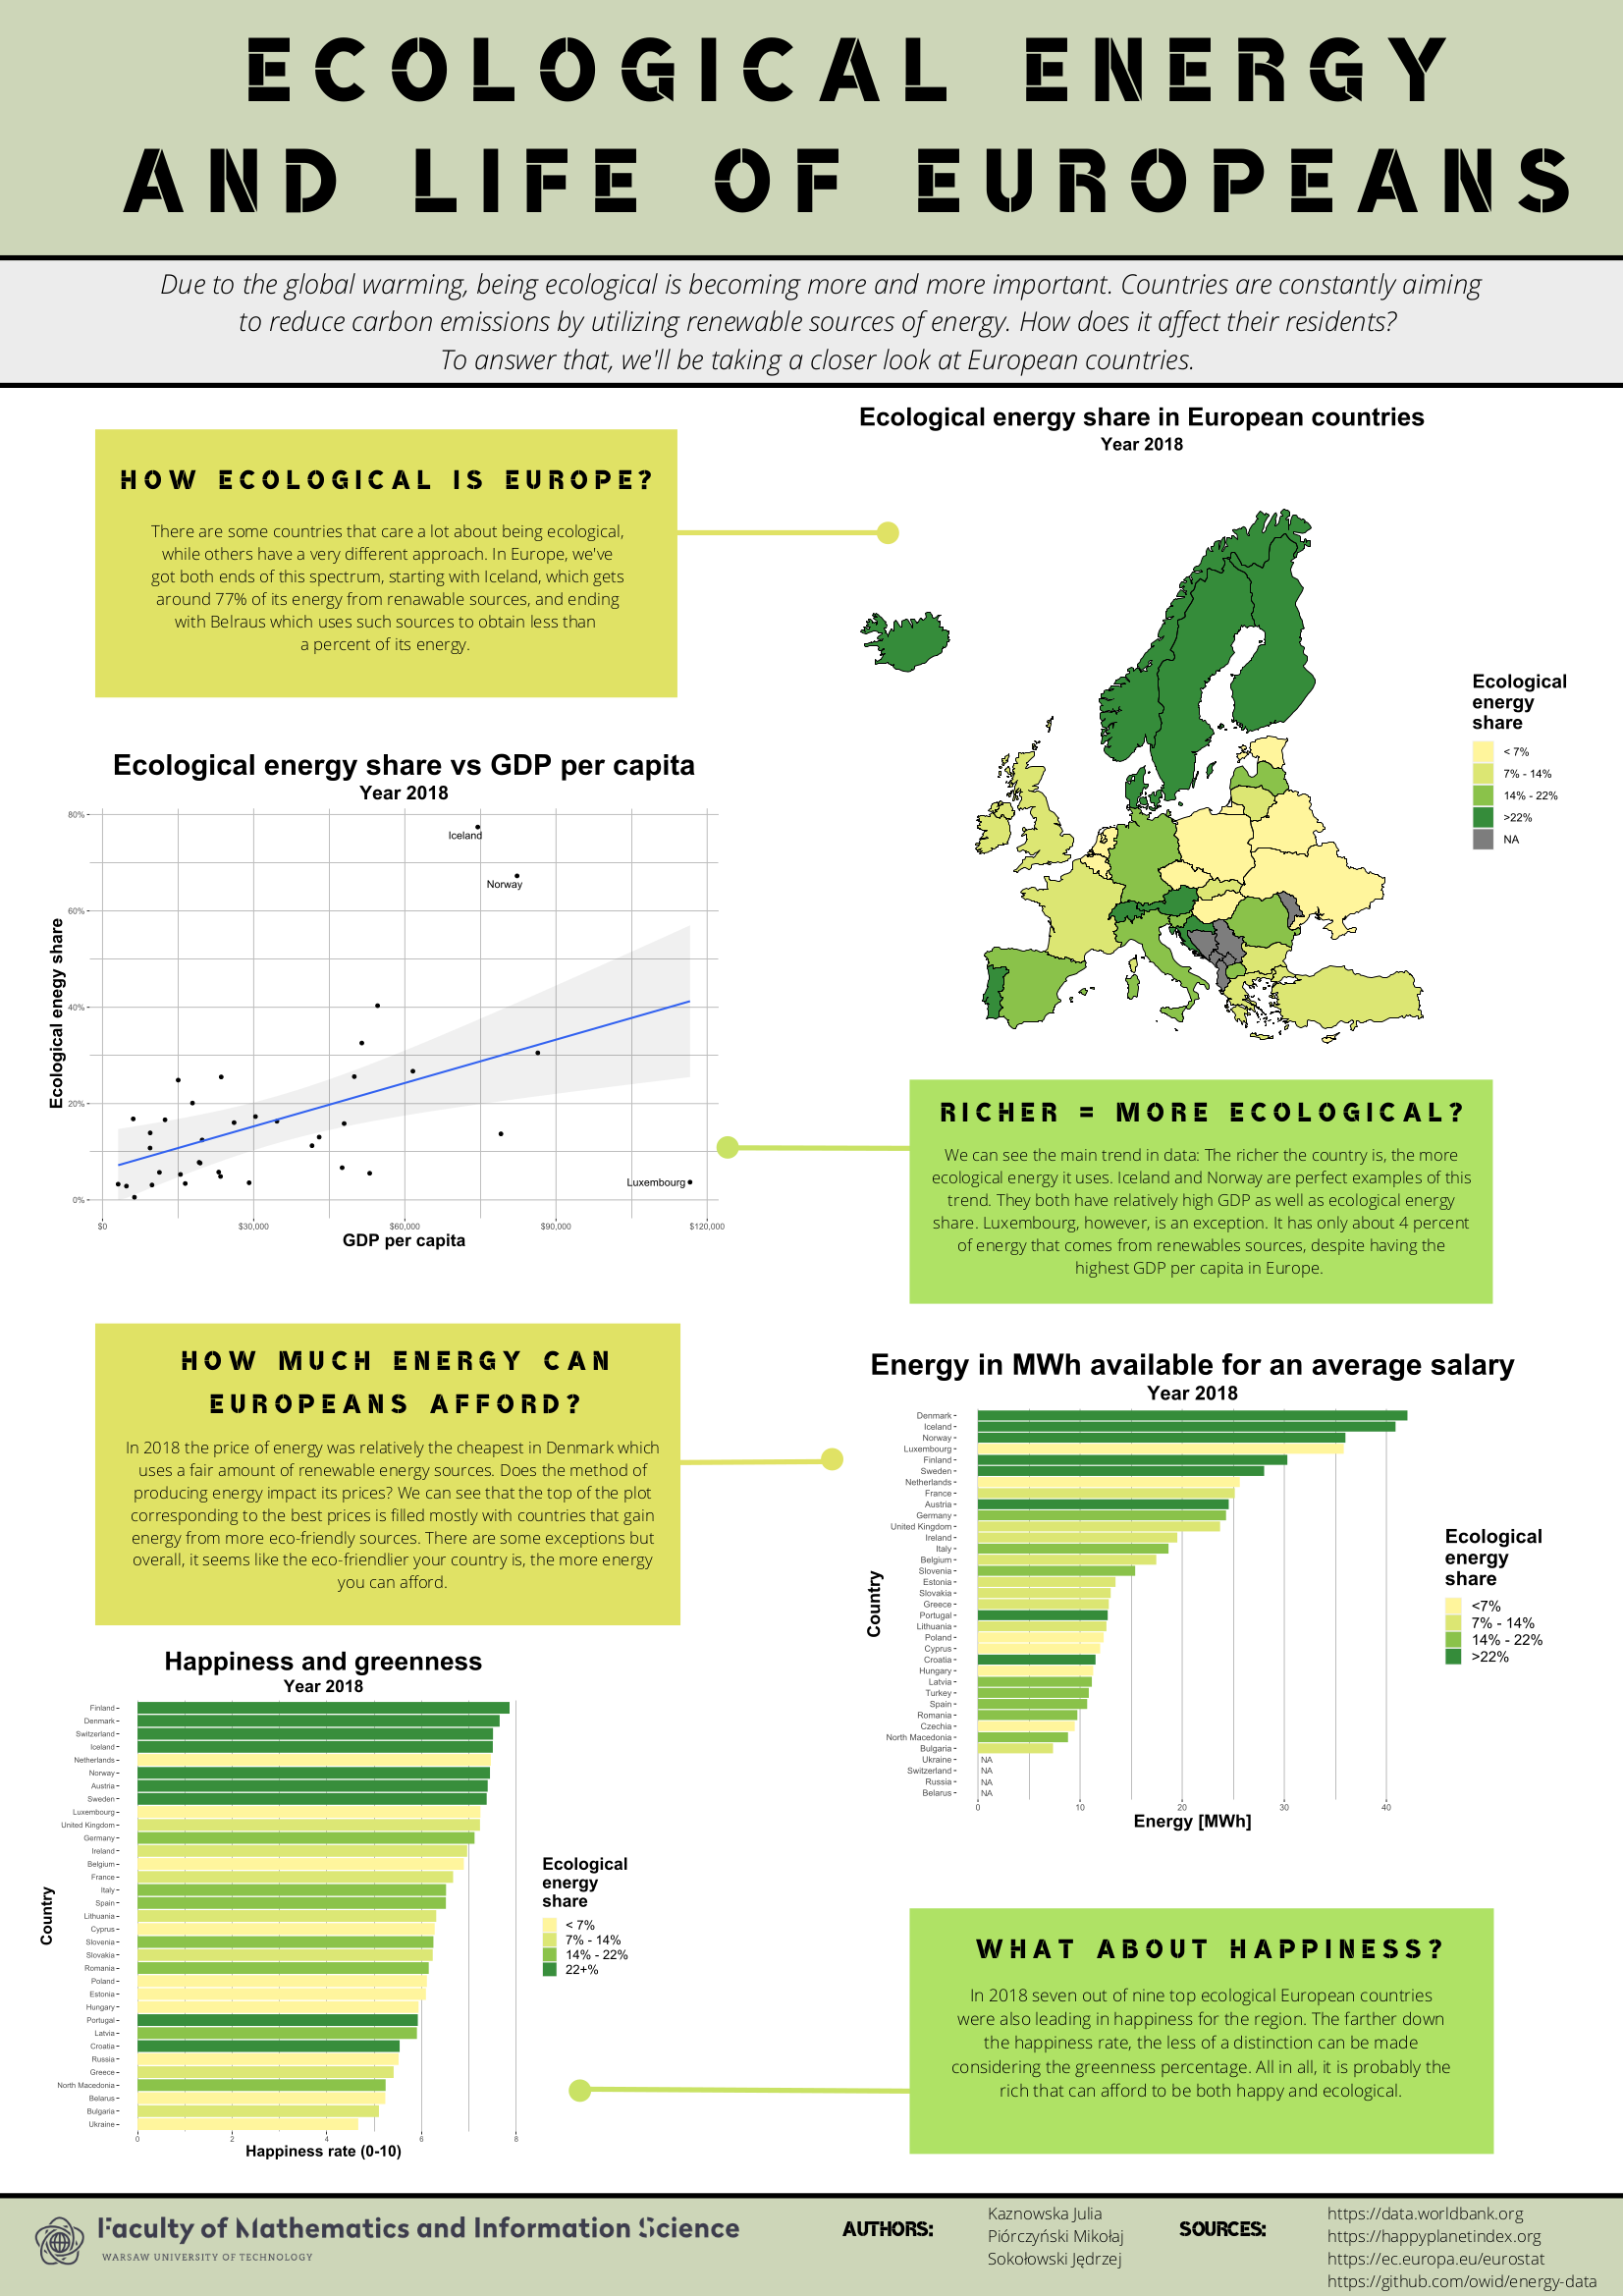 ECOLOGICAL ENERGY
AND LIFE OF EUROPEANS
Due to the global warming, being ecological is becoming more and more important. Countries are constantly aiming
to reduce carbon emissions by utilizing renewable sources of energy. How does it affect their residents?
To answer that, we'll be taking a closer look at European countries.
HOW ECOLOGICAL IS EUROPE?
There are some countries that care a lot about being ecological,
while others have a very different approach. In Europe, we've
got both ends of this spectrum, starting with Iceland, which gets
around 77% of its energy from renawable sources, and ending
with Belraus which uses such sources to obtain less than
a percent of its energy.
Ecological energy share in European countries
Year 2018
Ecological
energy
share
< 7%
7% - 14%
14% - 22%
>22%
NA
Ecological energy share vs GDP per capita
Year 2018
Ecological enegy share
80%
60%
40%
20%
0%
Iceland
Norway
Luxembourg
$0
$30,000
$60,000
$90,000
$120,000
GDP per capita
RICHER = MORE ECOLOGICAL?
We can see the main trend in data: The richer the country is, the more
ecological energy it uses. Iceland and Norway are perfect examples of this
trend. They both have relatively high GDP as well as ecological energy
share. Luxembourg, however, is an exception. It has only about 4 percent
of energy that comes from renewables sources, despite having the
highest GDP per capita in Europe.
HOW MUCH ENERGY CAN
EUROPEANS AFFORD?
In 2018 the price of energy was relatively the cheapest in Denmark which
uses a fair amount of renewable energy sources. Does the method of
producing energy impact its prices? We can see that the top of the plot
corresponding to the best prices is filled mostly with countries that gain
energy from more eco-friendly sources. There are some exceptions but
overall, it seems like the eco-friendlier your country is, the more energy
you can afford.
Energy in MWh available for an average salary
Year 2018
Country
Denmark
Iceland
Norway
Luxembourg
Finland
Sweden
Netherlands
France
Austria
Germany
United Kingdom
Ireland
Italy
Belgium
Slovenia
Estonia
Slovakia
Greece
Portugal
Lithuania
Poland
Cyprus
Croatia
Hungary
Latvia
Turkey
Spain
Romania
Czechia
North Macedonia
Bulgaria
Ukraine NA
Switzerland NA
Russia NA
Belarus NA
0
10
20
30
40
Energy [MWh]
Ecological
energy
share
<7%
7% - 14%
14% - 22%
>22%
Happiness and greenness
Year 2018
Country
Finland
Denmark
Switzerland
Iceland
Netherlands
Norway
Austria
Sweden
Luxembourg
United Kingdom
Germany
Ireland
Belgium
France
Italy
Spain
Lithuania
Cyprus
Slovenia
Slovakia
Romania
Poland
Estonia
Hungary
Portugal
Latvia
Croatia
Russia
Greece
North Macedonia
Belarus
Bulgaria
Ukraine
0
2
4
6
8
Happiness rate (0-10)
Ecological
energy
share
< 7%
7% - 14%
14% - 22%
22+%
WHAT ABOUT HAPPINESS?
In 2018 seven out of nine top ecological European countries
were also leading in happiness for the region. The farther down
the happiness rate, the less of a distinction can be made
considering the greenness percentage. All in all, it is probably the
rich that can afford to be both happy and ecological.
Faculty of Mathematics and Information Science
WARSAW UNIVERSITY OF TECHNOLOGY
AUTHORS:
Kaznowska Julia
Piórczyński Mikołaj
Sokołowski Jędrzej
SOURCES:
https://data.worldbank.org
https://happyplanetindex.org
https://ec.europa.eu/eurostat
https://github.com/owid/energy-data